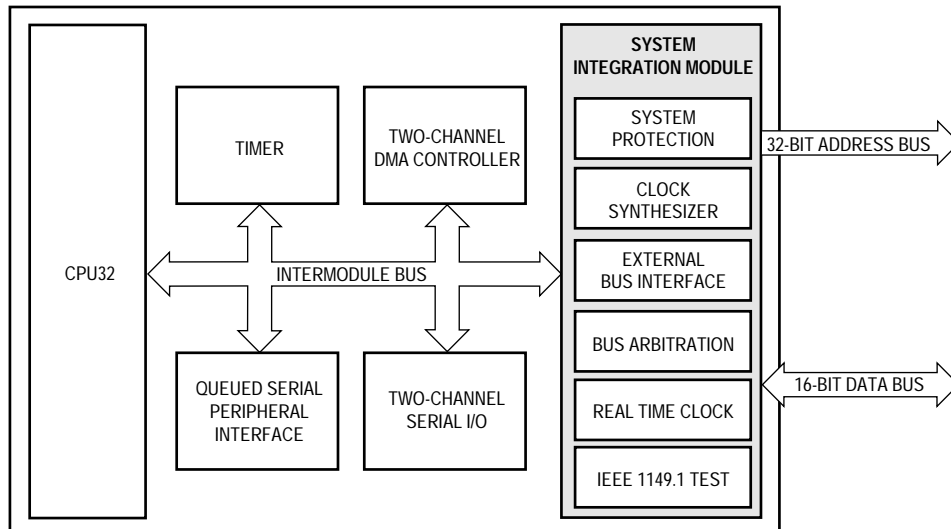 CPU32
TIMER
TWO-CHANNEL
DMA CONTROLLER
INTERMODULE BUS
QUEUED SERIAL
PERIPHERAL
INTERFACE
TWO-CHANNEL
SERIAL I/O
SYSTEM
INTEGRATION MODULE
SYSTEM
PROTECTION
CLOCK
SYNTHESIZER
EXTERNAL
BUS INTERFACE
BUS ARBITRATION
REAL TIME CLOCK
IEEE 1149.1 TEST
32-BIT ADDRESS BUS
16-BIT DATA BUS